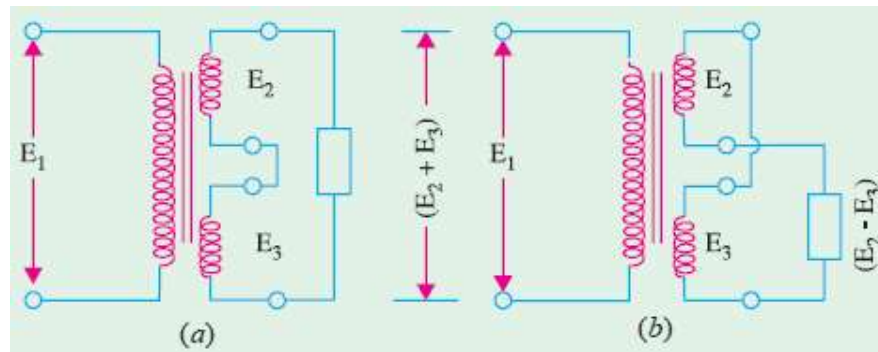 E₁
E₂
E₃
(E₂ + E₃)
(a)
E₁
E₂
E₃
(E₂ - E₃)
(b)